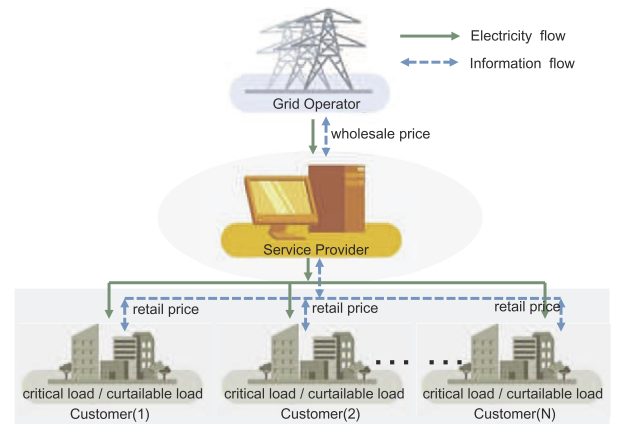 Electricity flow
Information flow
Grid Operator
wholesale price
Service Provider
retail price
retail price
retail price
critical load / curtailable load
critical load / curtailable load
critical load / curtailable load
Customer(1)
Customer(2)
Customer(N)